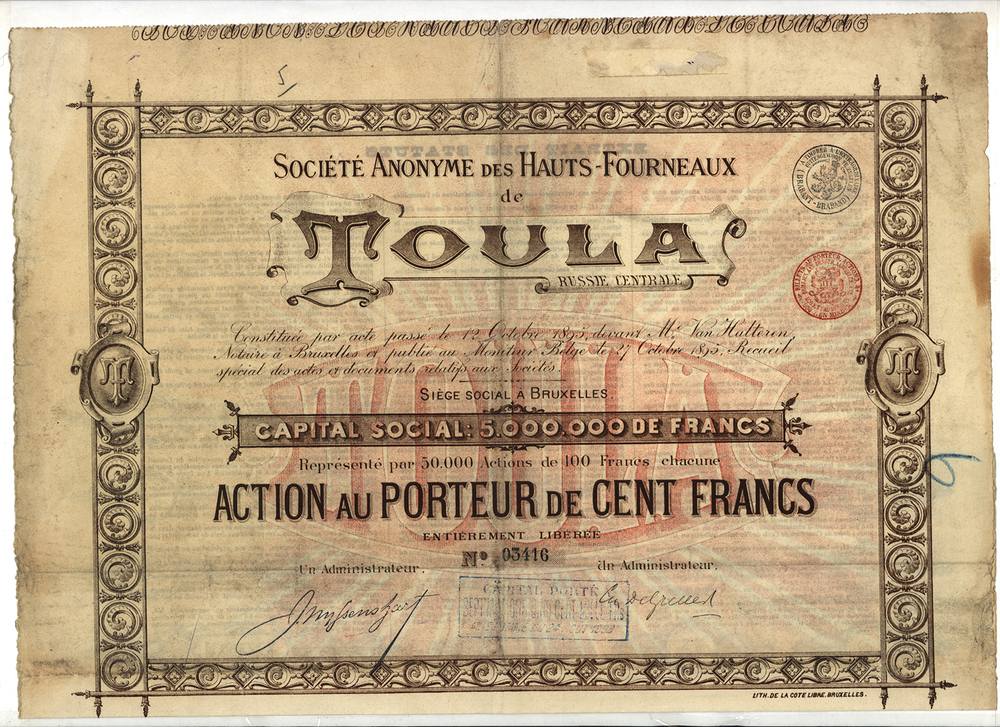 5
SOCIÉTÉ ANONYME DES HAUTS-FOURNEAUX
de
TOULA
RUSSIE CENTRALE
Constituée par acte passé le 12 Octobre 1895, devant Me. Van Halteren,
Notaire à Bruxelles et publié au Moniteur Belge le 27 Octobre 1895, Recueil
spécial des actes et documents relatifs aux Sociétés.
SIÈGE SOCIAL À BRUXELLES.
CAPITAL SOCIAL: 5.000.000 DE FRANCS
Représenté par 50.000 Actions de 100 Francs chacune
ACTION AU PORTEUR DE CENT FRANCS
ENTIÈREMENT LIBÉRÉE
No 03416
Un Administrateur,
Un Administrateur,
CAPITAL PORTÉ
LITH. DE LA COTE LIBRE, BRUXELLES.